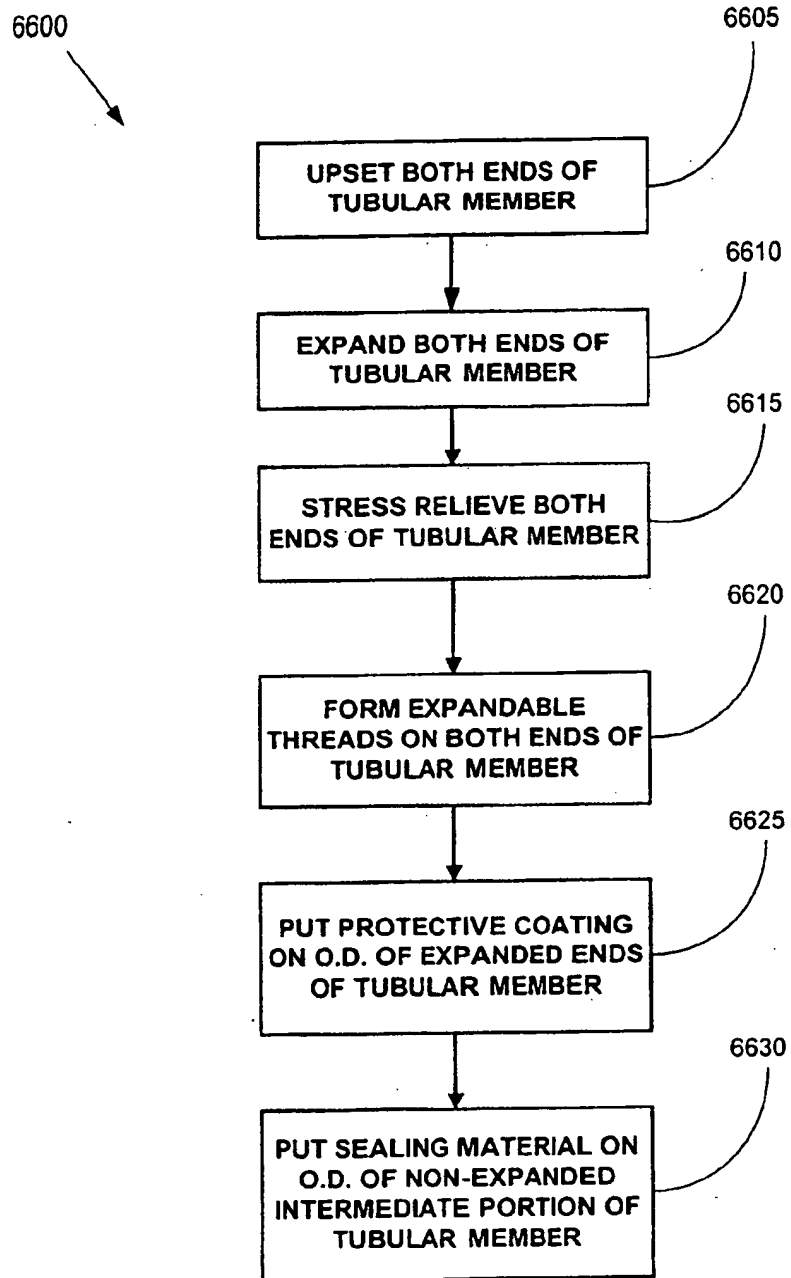 6600
6605
UPSET BOTH ENDS OF
TUBULAR MEMBER
6610
EXPAND BOTH ENDS OF
TUBULAR MEMBER
6615
STRESS RELIEVE BOTH
ENDS OF TUBULAR MEMBER
6620
FORM EXPANDABLE
THREADS ON BOTH ENDS OF
TUBULAR MEMBER
6625
PUT PROTECTIVE COATING
ON O.D. OF EXPANDED ENDS
OF TUBULAR MEMBER
6630
PUT SEALING MATERIAL ON
O.D. OF NON-EXPANDED
INTERMEDIATE PORTION OF
TUBULAR MEMBER